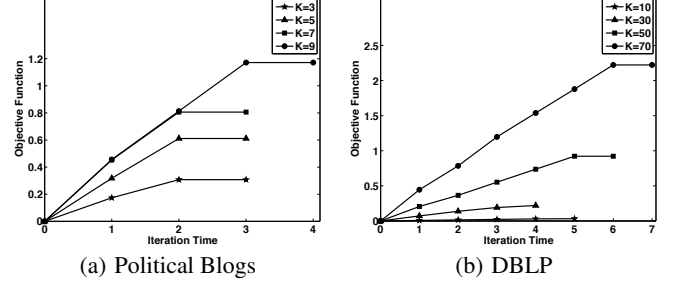 K=3
K=5
K=7
K=9
1.2
1
0.8
0.6
0.4
0.2
0
0 1 2 3 4
Objective Function
Iteration Time
(a) Political Blogs
K=10
K=30
K=50
K=70
2.5
2
1.5
1
0.5
0
0 1 2 3 4 5 6 7
Objective Function
Iteration Time
(b) DBLP